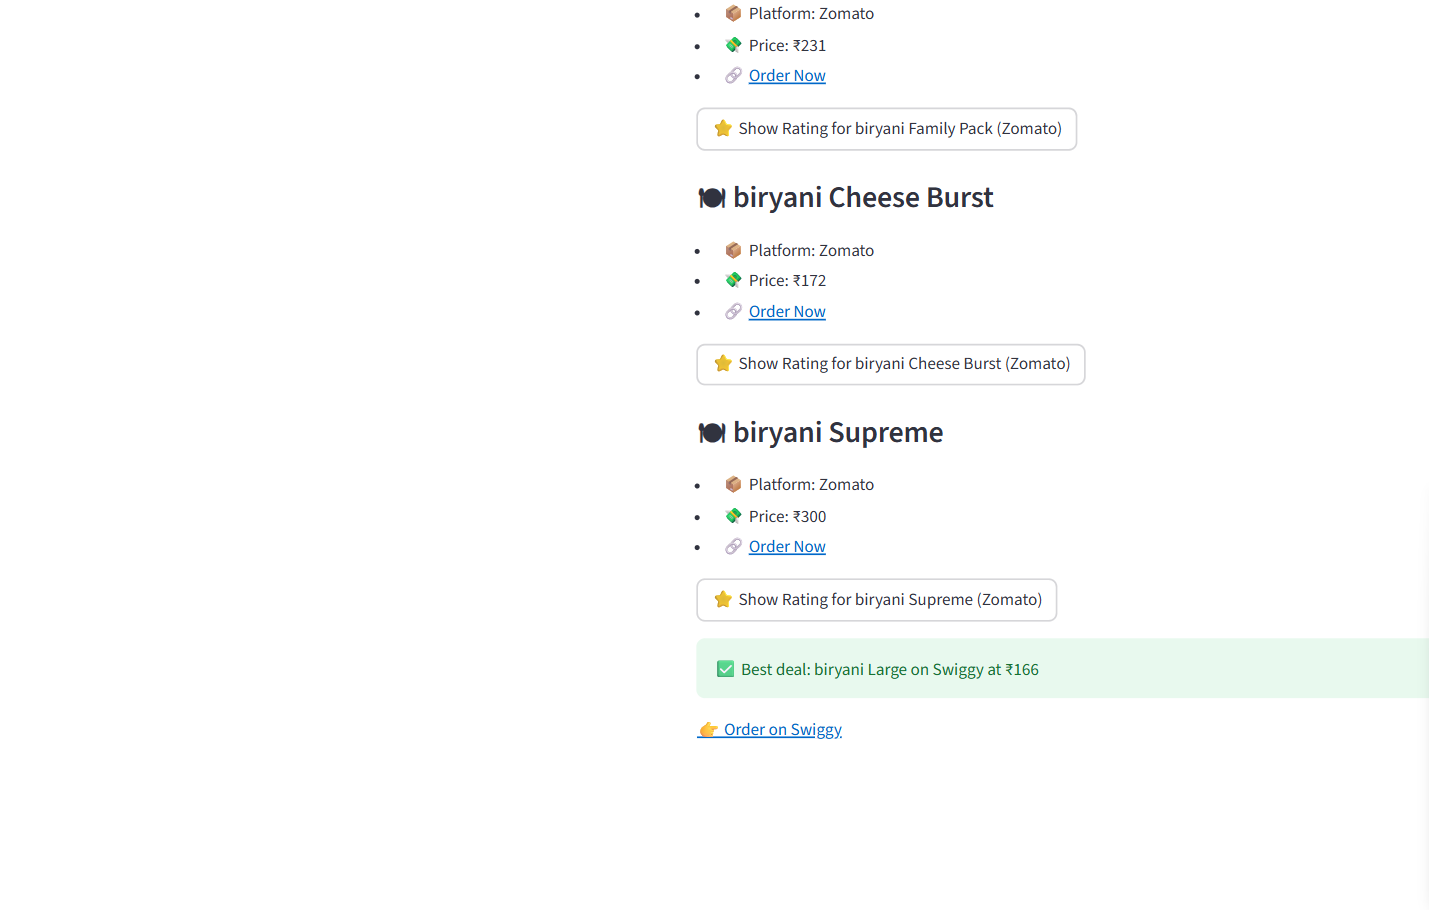 📦 Platform: Zomato
💸 Price: ₹231
🔗 Order Now
⭐ Show Rating for biryani Family Pack (Zomato)
🍽 biryani Cheese Burst
📦 Platform: Zomato
💸 Price: ₹172
🔗 Order Now
⭐ Show Rating for biryani Cheese Burst (Zomato)
🍽 biryani Supreme
📦 Platform: Zomato
💸 Price: ₹300
🔗 Order Now
⭐ Show Rating for biryani Supreme (Zomato)
✅ Best deal: biryani Large on Swiggy at ₹166
👉 Order on Swiggy